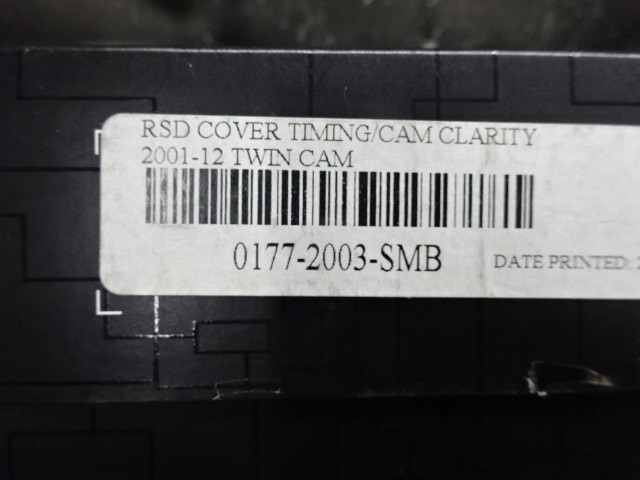 RSD COVER TIMING/CAM CLARITY
2001-12 TWIN CAM
0177-2003-SMB
DATE PRINTED: